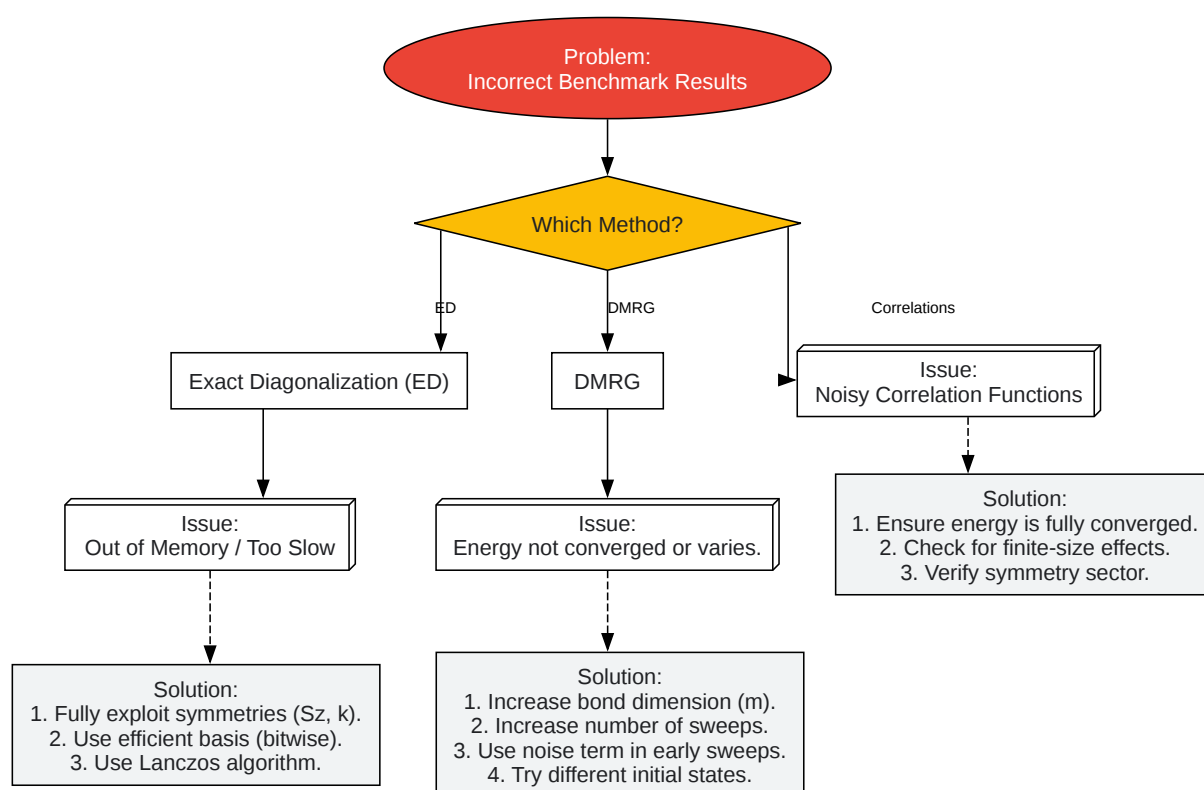 Problem:
Incorrect Benchmark Results
Which Method?
ED
DMRG
Correlations
Exact Diagonalization (ED)
DMRG
Issue:
Noisy Correlation Functions
Issue:
Out of Memory / Too Slow
Issue:
Energy not converged or varies.
Solution:
1. Ensure energy is fully converged.
2. Check for finite-size effects.
3. Verify symmetry sector.
Solution:
1. Fully exploit symmetries (Sz, k).
2. Use efficient basis (bitwise).
3. Use Lanczos algorithm.
Solution:
1. Increase bond dimension (m).
2. Increase number of sweeps.
3. Use noise term in early sweeps.
4. Try different initial states.